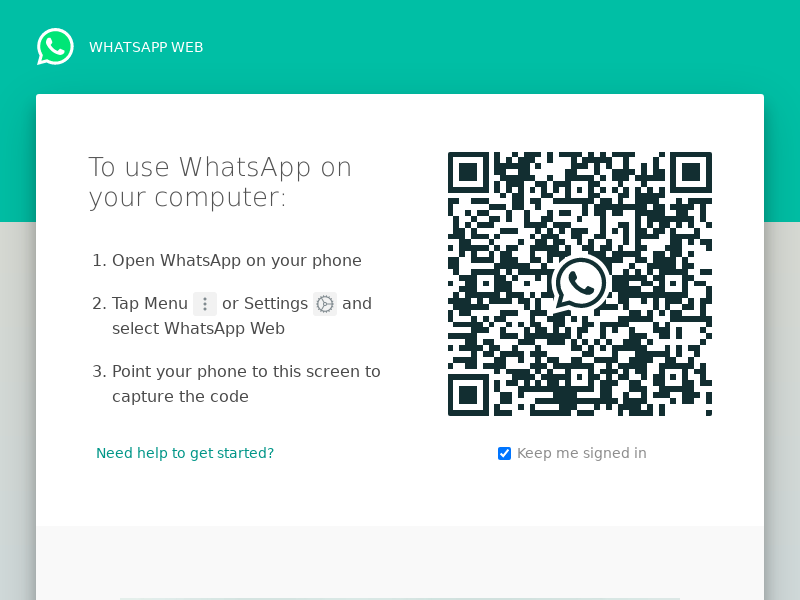 WHATSAPP WEB
To use WhatsApp on
your computer:
1. Open WhatsApp on your phone
2. Tap Menu or Settings and
select WhatsApp Web
3. Point your phone to this screen to
capture the code
Need help to get started?
Keep me signed in